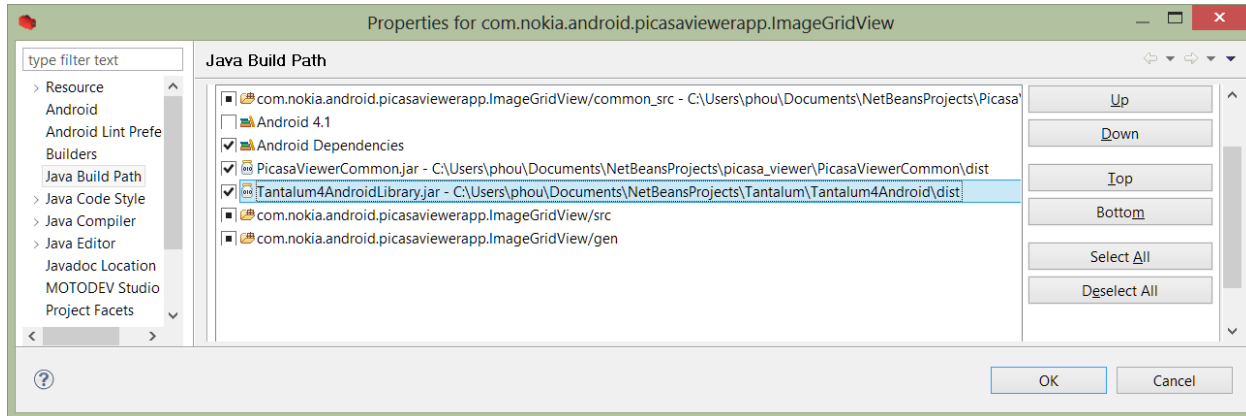 Properties for com.nokia.android.picasaviewerapp.ImageGridView
type filter text
Resource
Android
Android Lint Prefe
Builders
Java Build Path
Java Code Style
Java Compiler
Java Editor
Javadoc Location
MOTODEV Studio
Project Facets
Java Build Path
com.nokia.android.picasaviewerapp.ImageGridView/common_src - C:\Users\phou\Documents\NetBeansProjects\Picasa
Android 4.1
Android Dependencies
PicasaViewerCommon.jar - C:\Users\phou\Documents\NetBeansProjects\picasa_viewer\PicasaViewerCommon\dist
Tantalum4AndroidLibrary.jar - C:\Users\phou\Documents\NetBeansProjects\Tantalum\Tantalum4Android\dist
com.nokia.android.picasaviewerapp.ImageGridView/src
com.nokia.android.picasaviewerapp.ImageGridView/gen
Up
Down
Top
Bottom
Select All
Deselect All
OK
Cancel